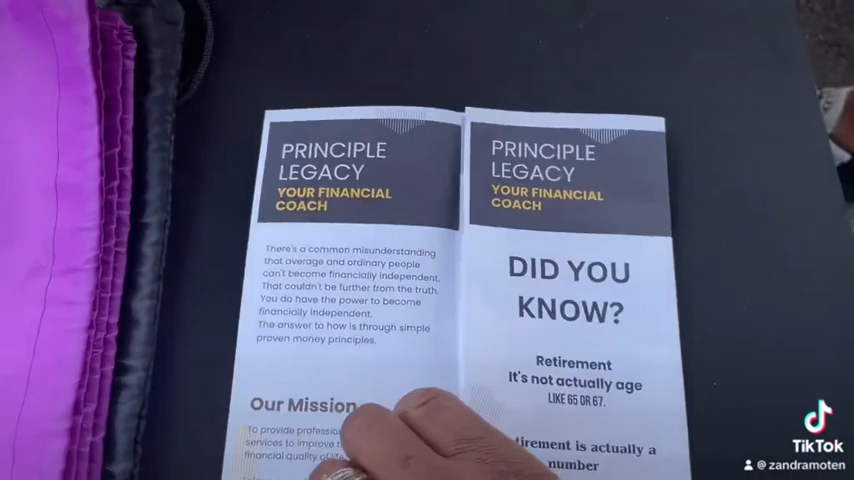 PRINCIPLE
LEGACY
YOUR FINANCIAL
COACH
There's a common misunderstanding
that average and ordinary people
can't become financially independent.
That couldn't be further from the truth.
You do have the power to become
financially independent.
The answer to how is through simple
proven money principles.
Our Mission
To provide
services to improve
financial quality of
PRINCIPLE
LEGACY
YOUR FINANCIAL
COACH
DID YOU
KNOW?
Retirement
It's not actually age
LIKE 65 OR 67.
is actually a
number
TikTok
@zandramoten